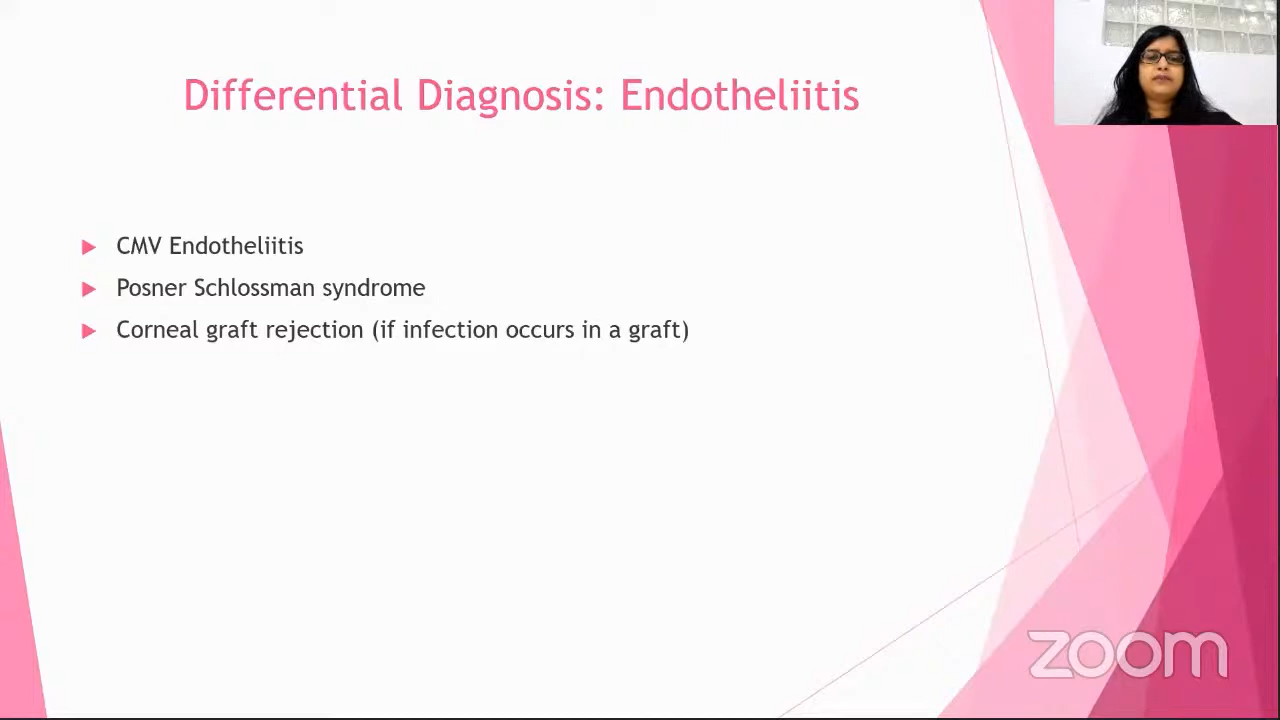 Differential Diagnosis: Endotheliitis
CMV Endotheliitis
Posner Schlossman syndrome
Corneal graft rejection (if infection occurs in a graft)
zoom